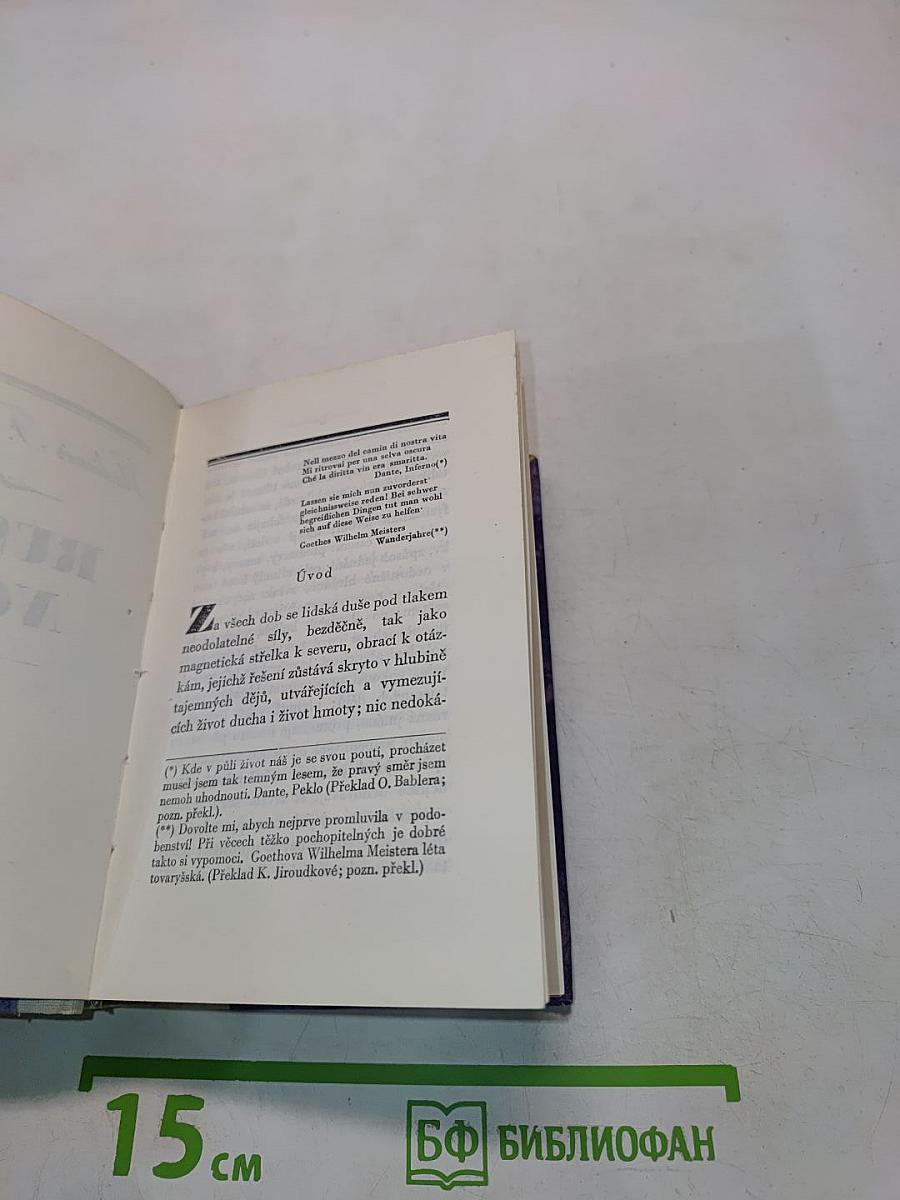 Nell mezzo del camin di nostra vita
Mi ritrovai per una selva oscura
Ché la diritta vin era smaritta.
Dante, Inferno(*)
Lassen sie mich nun zuvorderst
gleichnissweise reden! Bei schwer
begreiflichen Dingen tut man wohl
sich auf diese Weise zu helfen.
Goethes Wilhelm Meisters
Wanderjahre(**)
Úvod
Za všech dob se lidská duše pod tlakem
neodolatelné síly, bezděčně, tak jako
magnetická střelka k severu, obrací k otáz-
kám, jejichž řešení zůstává skryto v hlubině
tajemných dějů, utvářejících a vymezují-
cích život ducha i život hmoty; nic nedoká-
(*) Kde v půli život náš je se svou poutí, procházet
musel jsem tak temným lesem, že pravý směr jsem
nemoh uhodnouti. Dante, Peklo (Překlad O. Bablera;
pozn. překl.).
(**) Dovolte mi, abych nejprve promluvila v podo-
benství! Při věcech těžko pochopitelných je dobré
takto si vypomoci. Goethova Wilhelma Meistera léta
tovaryšská. (Překlad K. Jiroudkové; pozn. překl.)
15 см
БФ БИБЛИОФАН